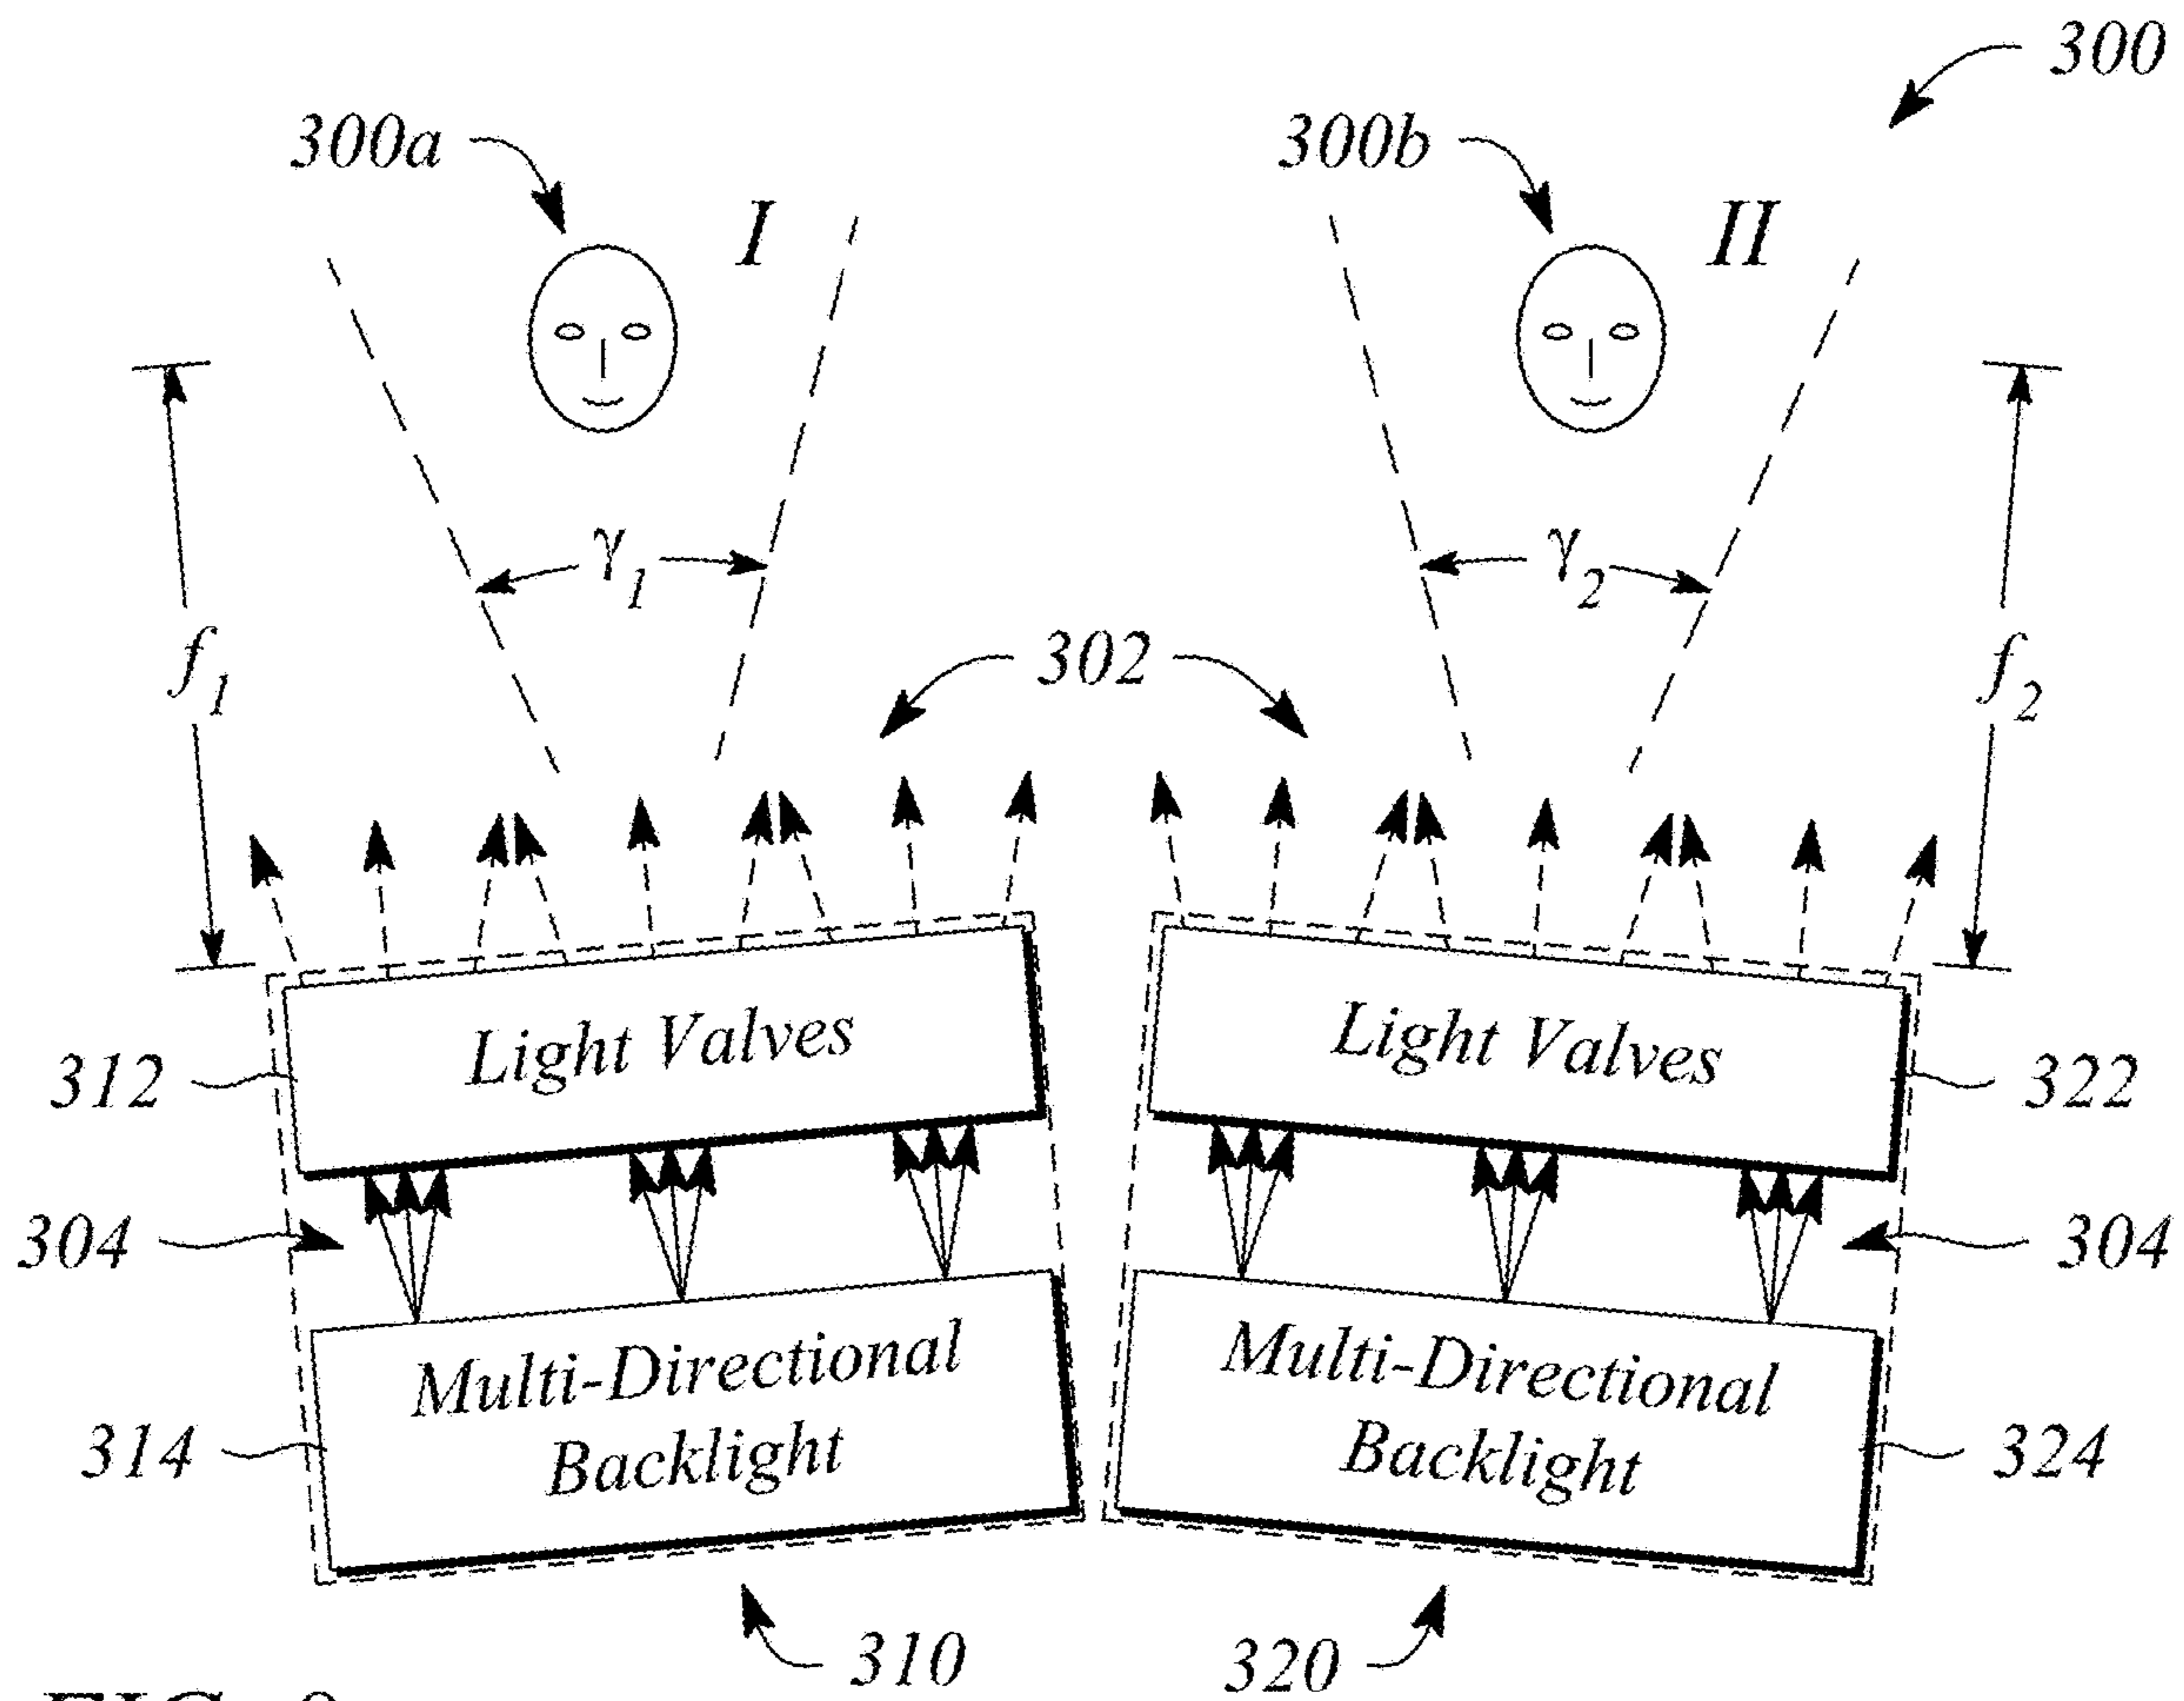 300
300a
300b
I
II
γ1
γ2
302
f1
f2
Light Valves
Light Valves
312
322
304
304
Multi-Directional
Backlight
Multi-Directional
Backlight
314
324
310
320